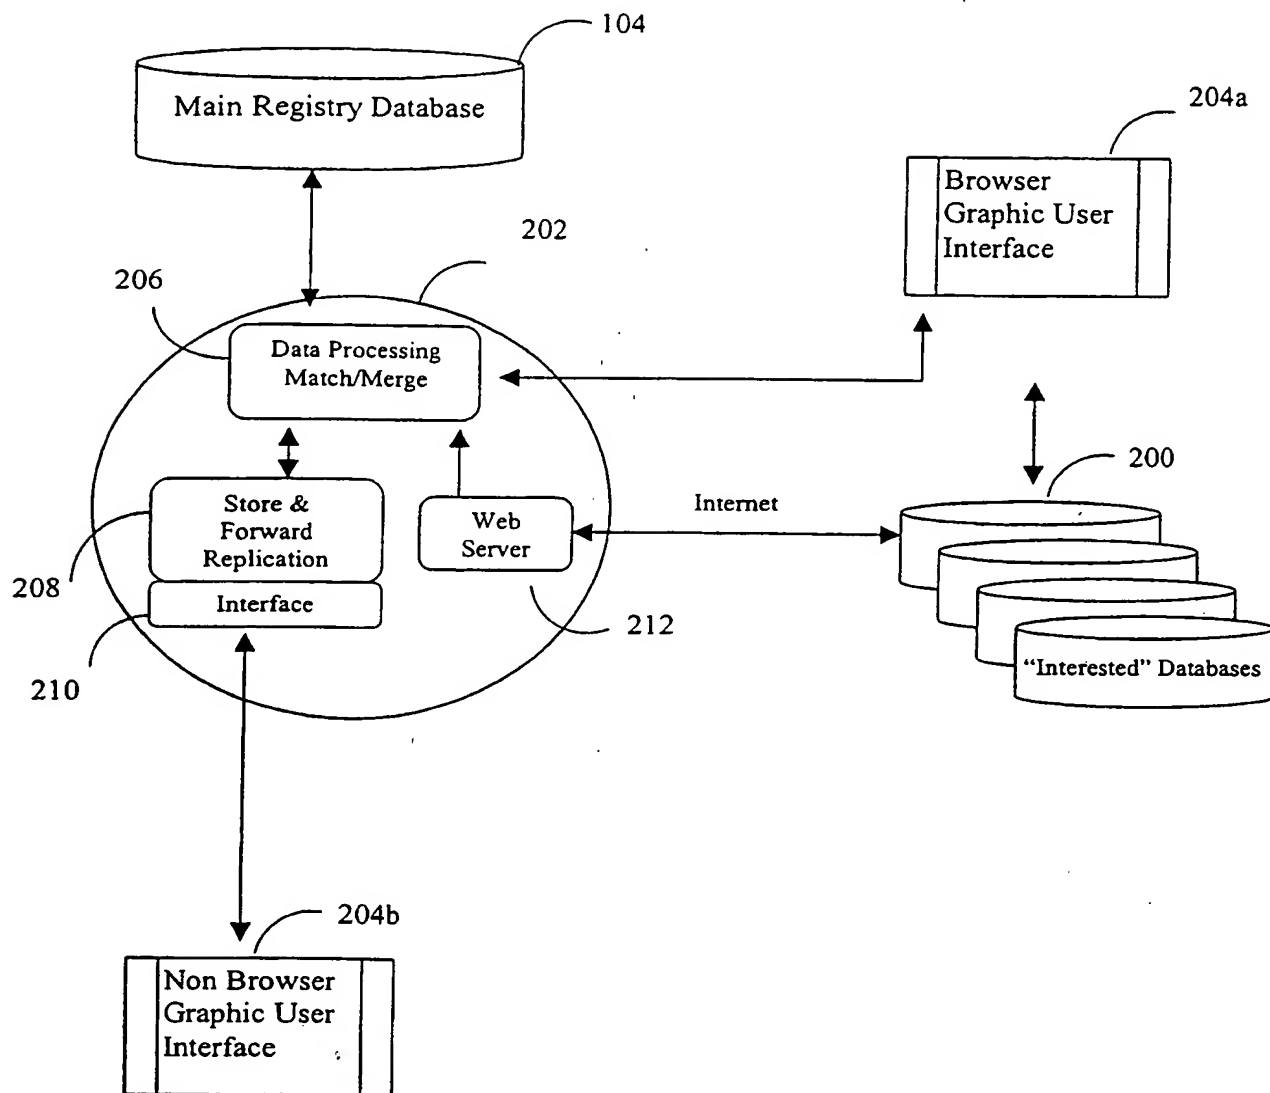 104
Main Registry Database
204a
Browser
Graphic User
Interface
202
206
Data Processing
Match/Merge
200
Store &
Forward
Replication
Web
Server
Internet
208
Interface
212
"Interested" Databases
210
204b
Non Browser
Graphic User
Interface